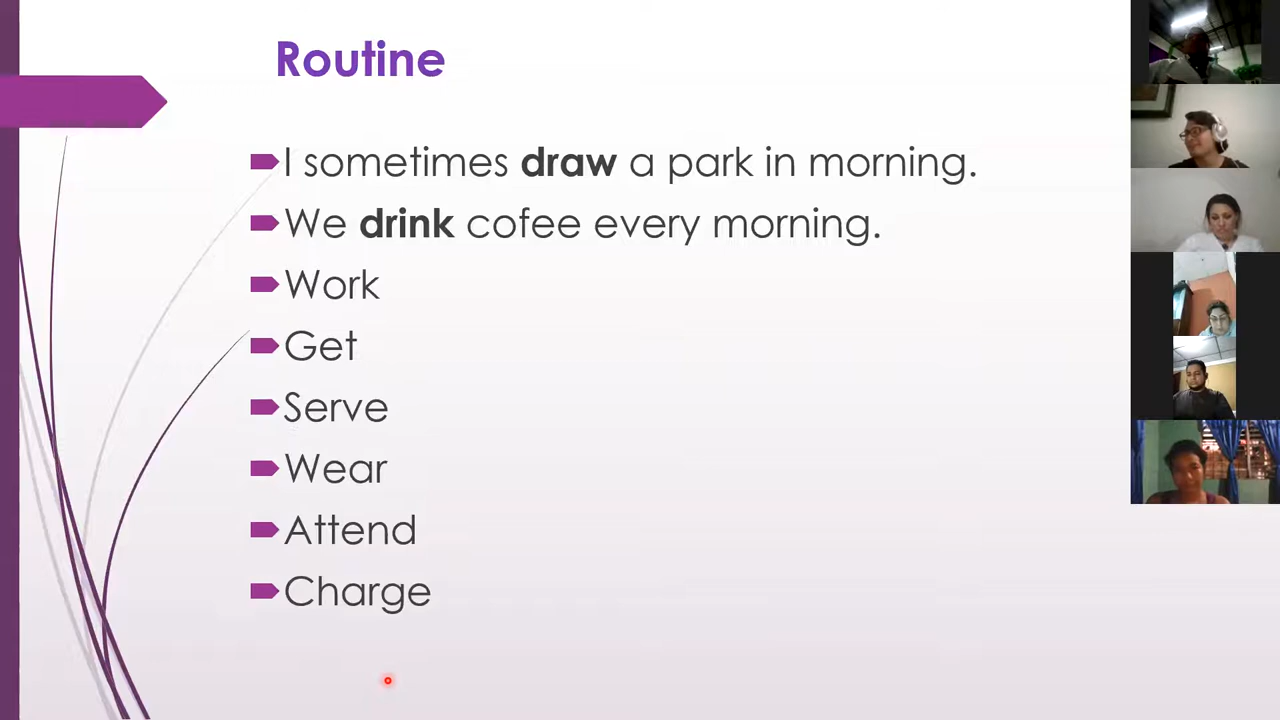 Routine
I sometimes draw a park in morning.
We drink cofee every morning.
Work
Get
Serve
Wear
Attend
Charge